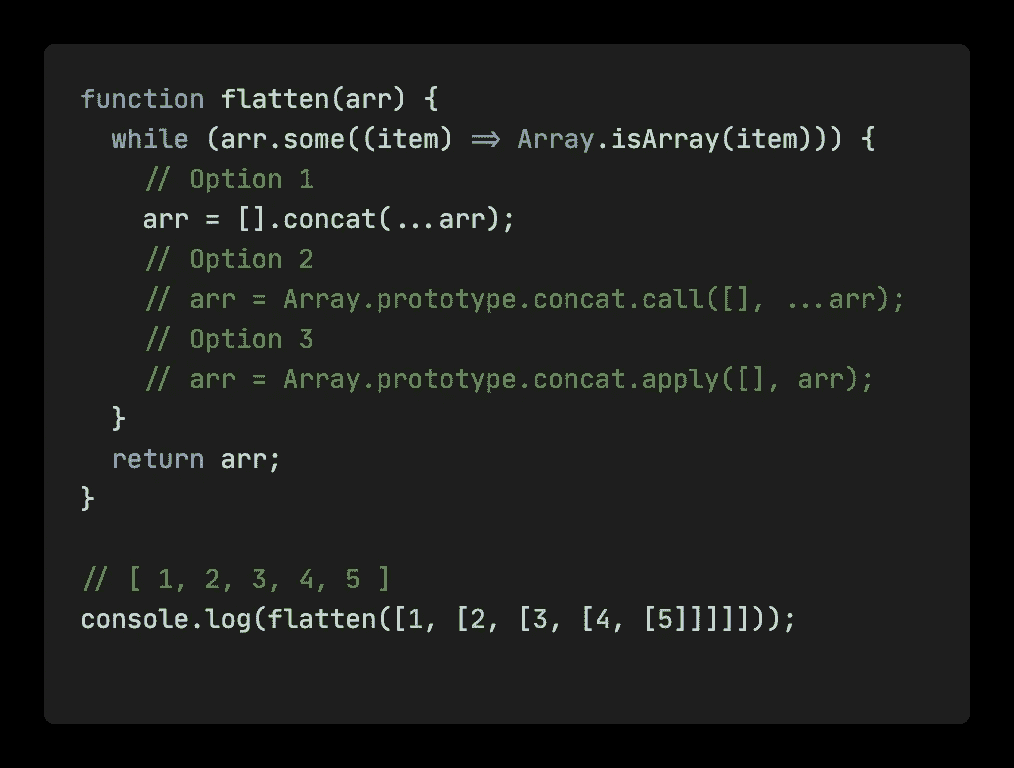 function flatten(arr) {
  while (arr.some((item) => Array.isArray(item))) {
    // Option 1
    arr = [].concat(...arr);
    // Option 2
    // arr = Array.prototype.concat.call([], ...arr);
    // Option 3
    // arr = Array.prototype.concat.apply([], arr);
  }
  return arr;
}
// [ 1, 2, 3, 4, 5 ]
console.log(flatten([1, [2, [3, [4, [5]]]]]));